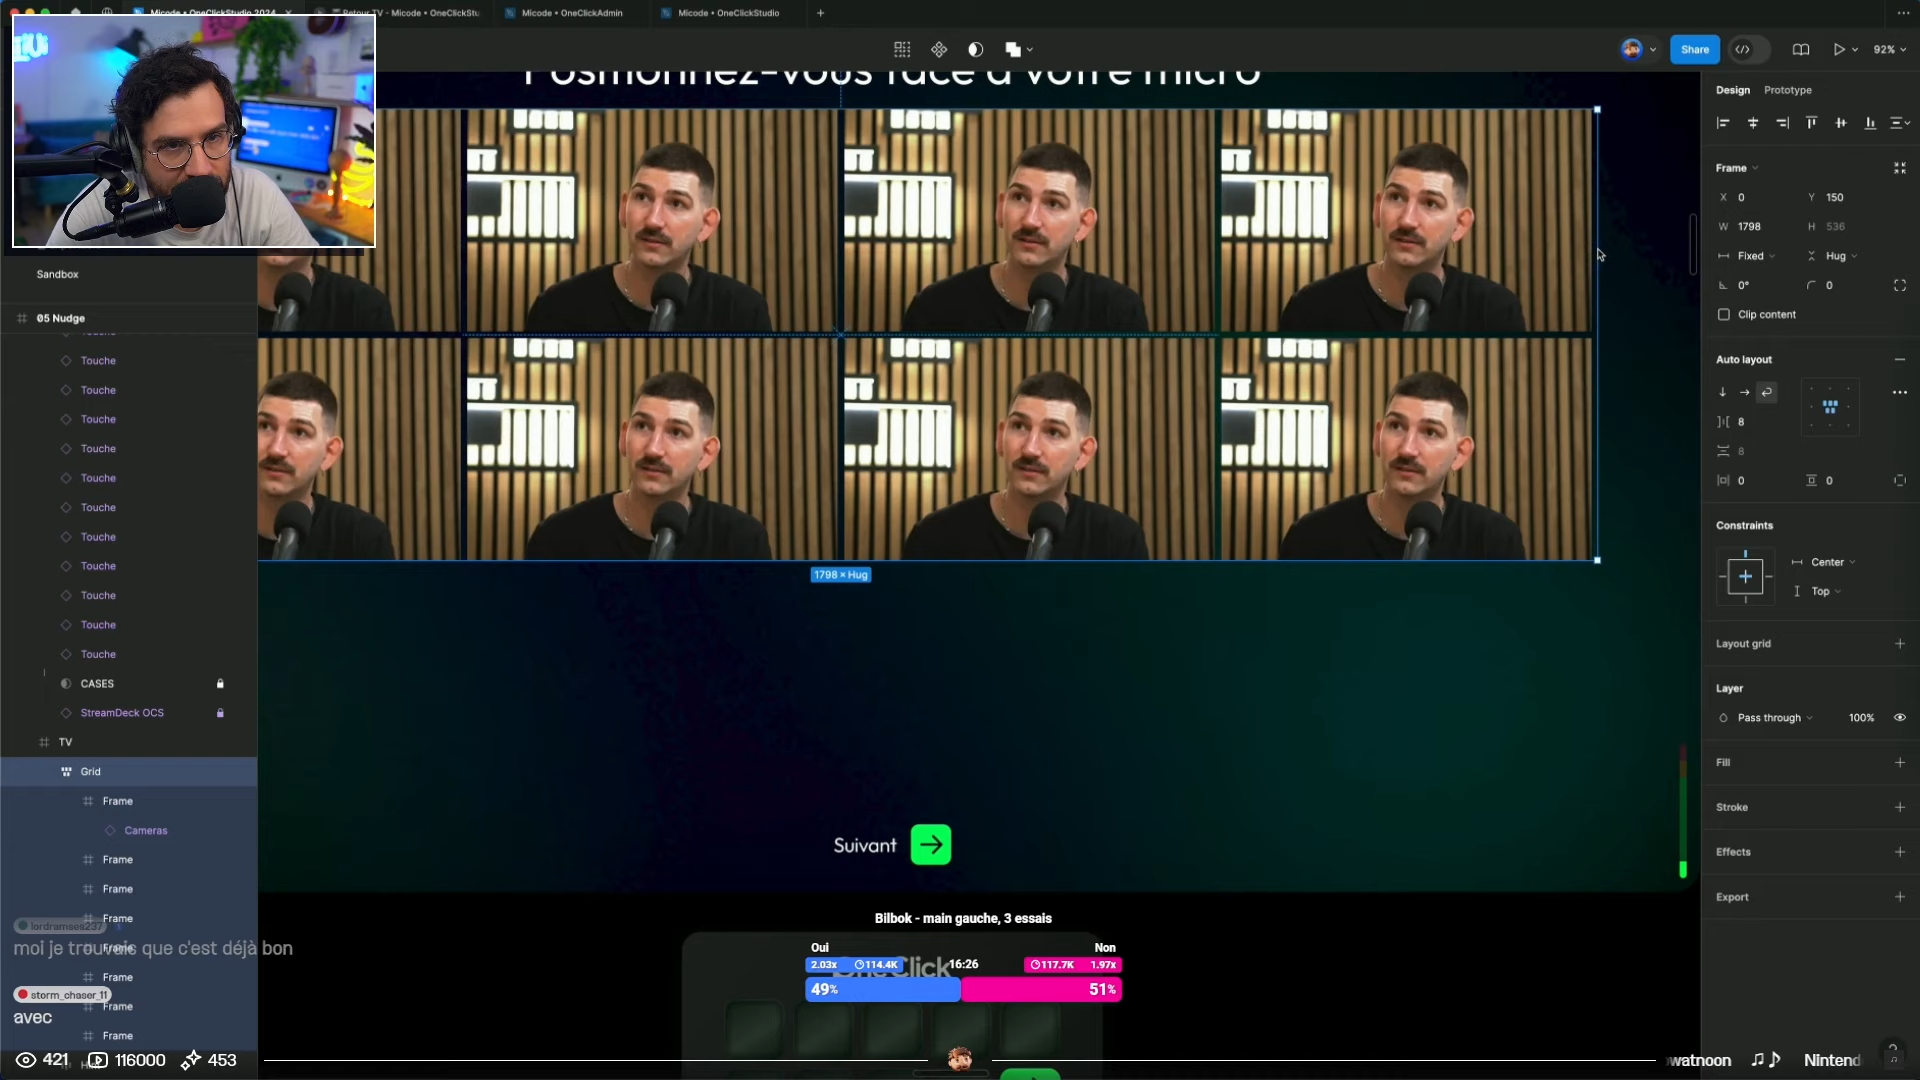 Micode • OneClickStudio 2024
Retour TV - Micode • OneClickStu
Micode • OneClickAdmin
Micode • OneClickStudio
Share
92%
face à votre micro
Design
Prototype
Frame
X 0
Y 150
W 1798
H 536
Fixed
Hug
0°
0
Clip content
Auto layout
8
8
0
0
Constraints
Center
Top
Layout grid
Layer
Pass through
100%
Fill
Stroke
Effects
Export
Sandbox
05 Nudge
Touche
Touche
Touche
Touche
Touche
Touche
Touche
Touche
Touche
Touche
Touche
CASES
StreamDeck OCS
TV
Grid
Frame
Cameras
Frame
Frame
Frame
Frame
Frame
Frame
Frame
1798 × Hug
Suivant
lordramses237
moi je trouvais que c'est déjà bon
storm_chaser_11
avec
Bilbok - main gauche, 3 essais
Oui
Non
2.03x
114.4K
OneClick
16:26
117.7K
1.97x
49%
51%
421
116000
453
watnoon
Nintend